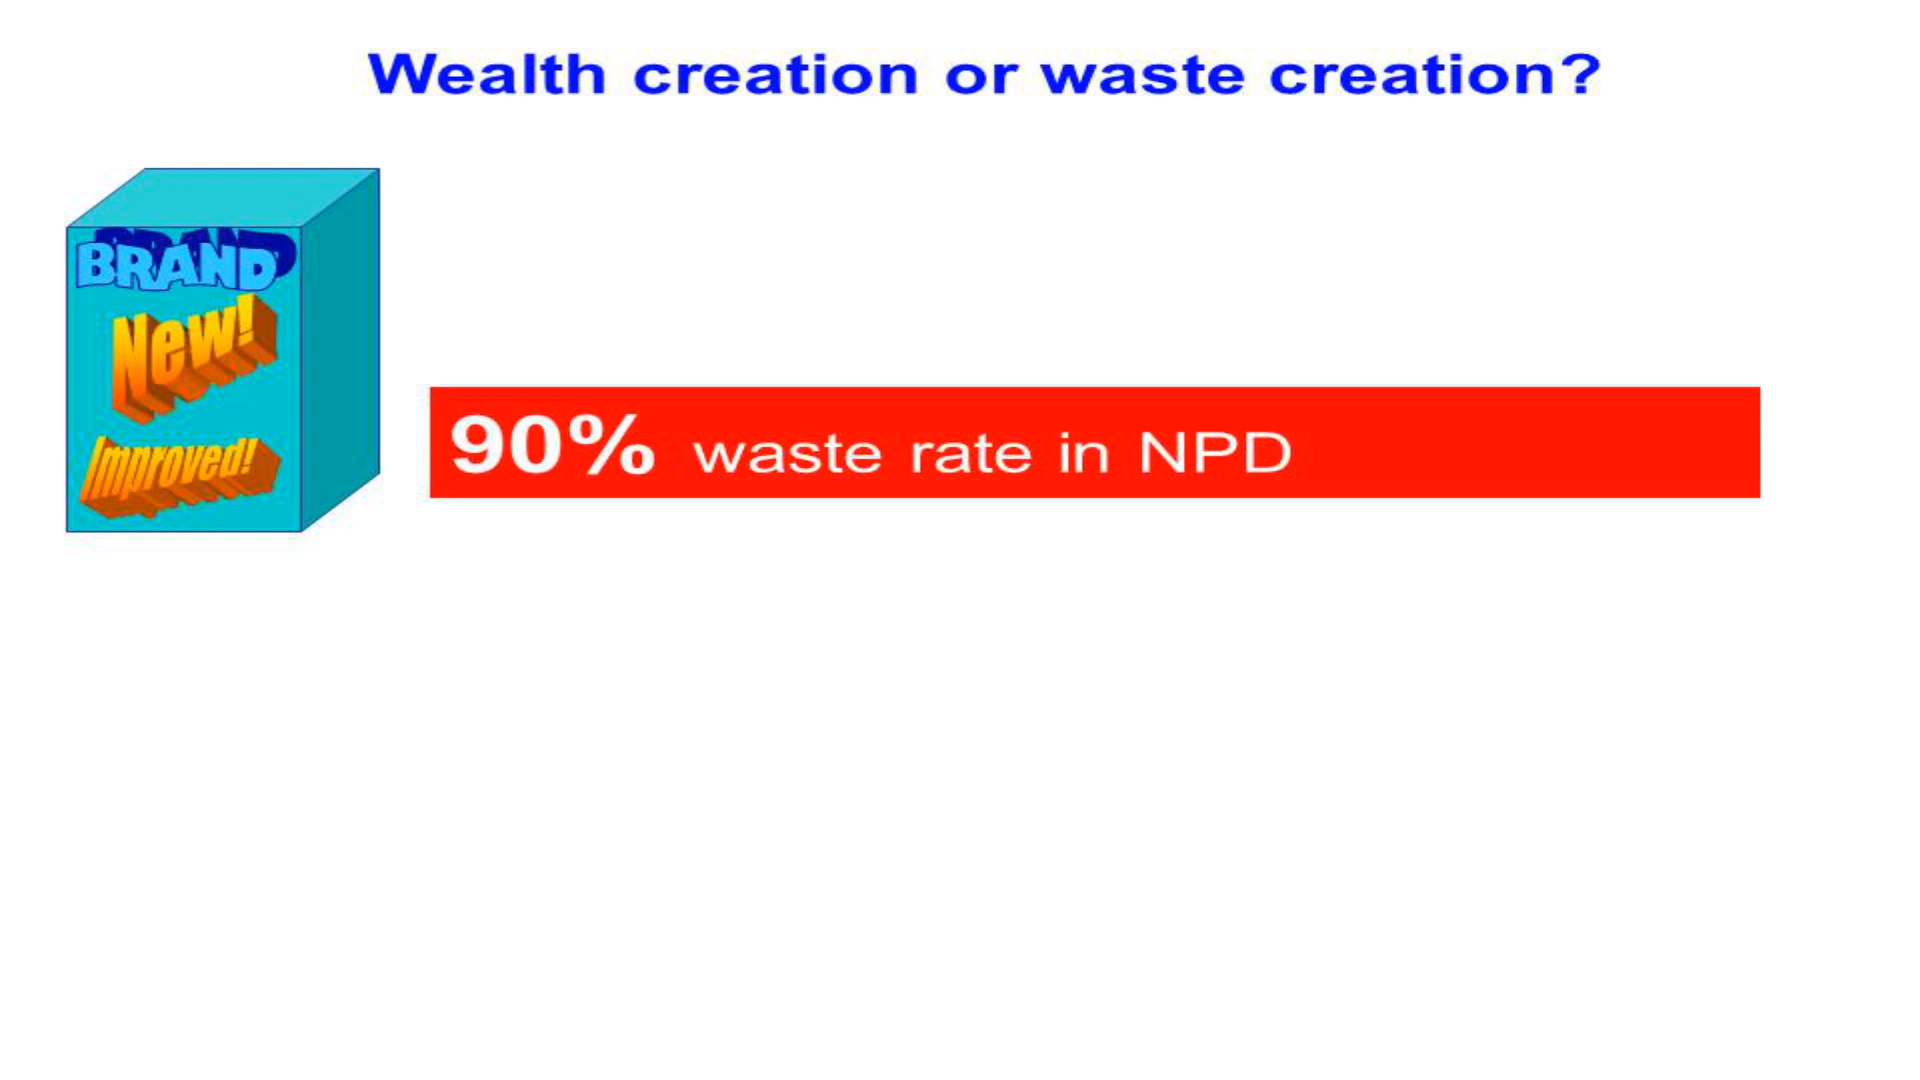 Wealth creation or waste creation?
BRAND
New!
Improved!
90% waste rate in NPD